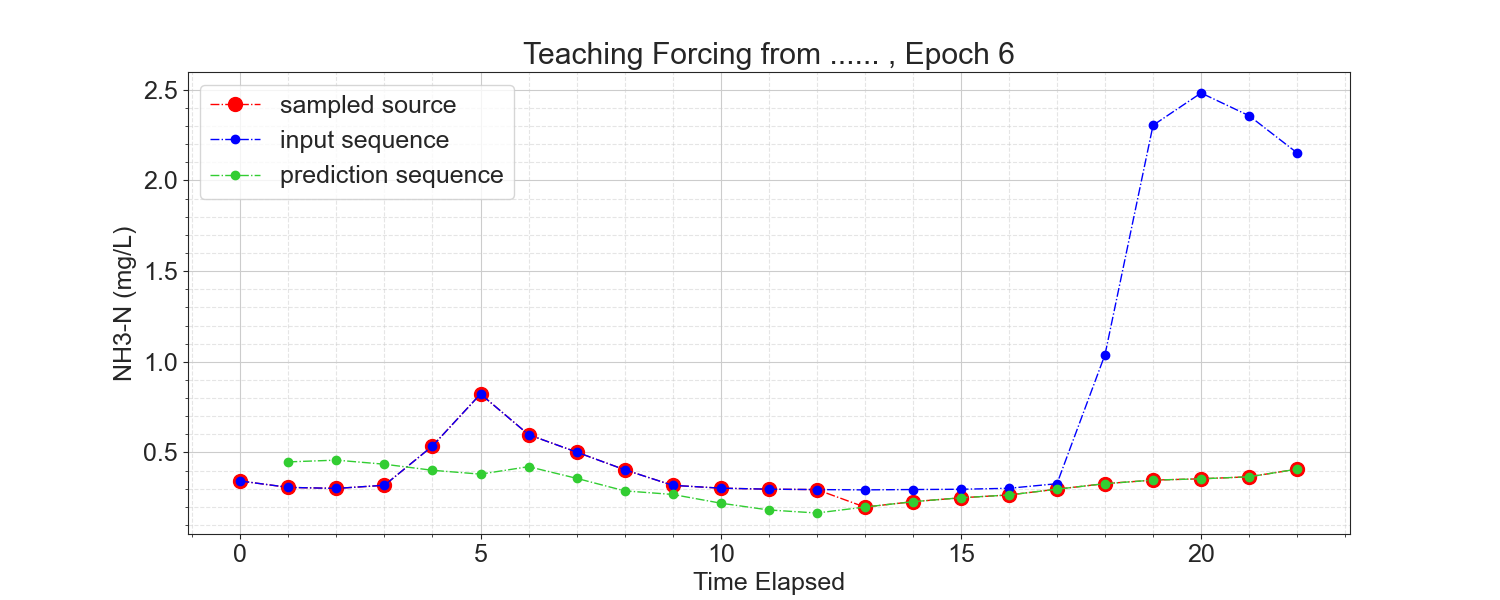 Teaching Forcing from ...... , Epoch 6
sampled source
input sequence
prediction sequence
NH3-N (mg/L)
2.5
2.0
1.5
1.0
0.5
0 5 10 15 20
Time Elapsed